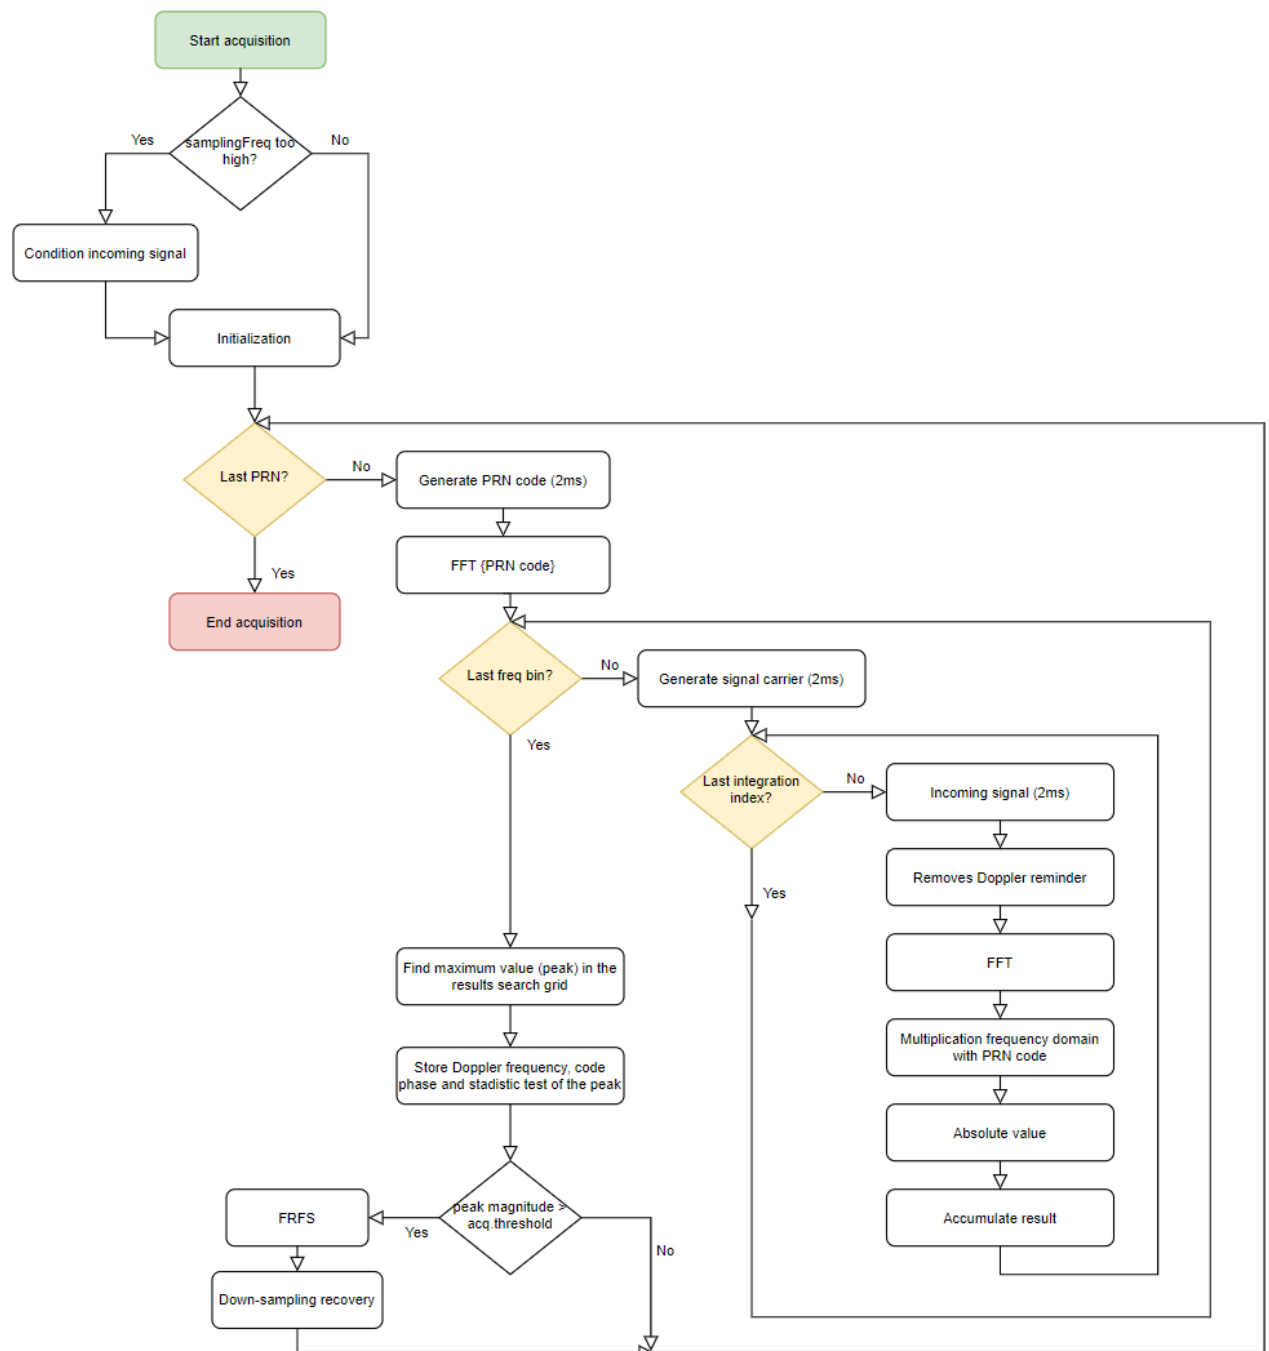 Start acquisition
samplingFreq too
high?
Yes
No
Condition incoming signal
Initialization
Last PRN?
No
Generate PRN code (2ms)
FFT {PRN code}
Yes
End acquisition
Last freq bin?
No
Generate signal carrier (2ms)
Yes
Last integration
index?
No
Incoming signal (2ms)
Removes Doppler reminder
Yes
FFT
Multiplication frequency domain
with PRN code
Absolute value
Accumulate result
Find maximum value (peak) in the
results search grid
Store Doppler frequency, code
phase and stadistic test of the peak
peak magnitude >
acq.threshold
Yes
No
FRFS
Down-sampling recovery